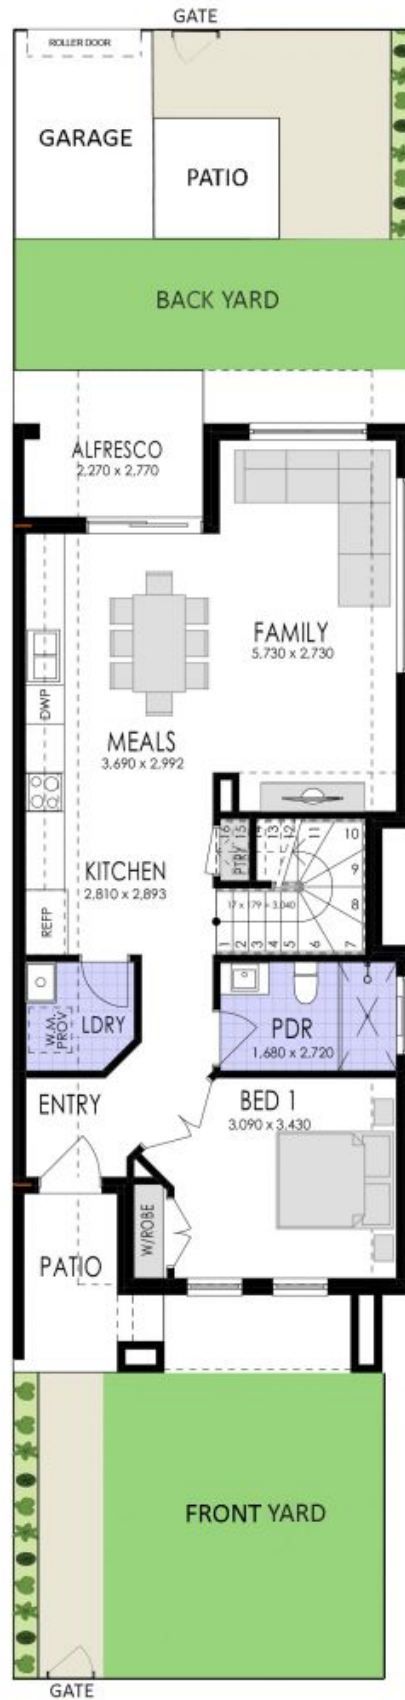 GATE
ROLLER DOOR
GARAGE
PATIO
BACK YARD
ALFRESCO
2,270 x 2,770
FAMILY
5,730 x 2,730
DWP
MEALS
3,690 x 2,992
KITCHEN
2,810 x 2,893
REFP
PTRY
16 15 14 13 12 11 10
9
8
17 x 179 = 3,040
1 2 3 4 5 6 7
W.M.
PROV
LDRY
PDR
1,680 x 2,720
ENTRY
BED 1
3,090 x 3,430
W/ROBE
PATIO
FRONT YARD
GATE